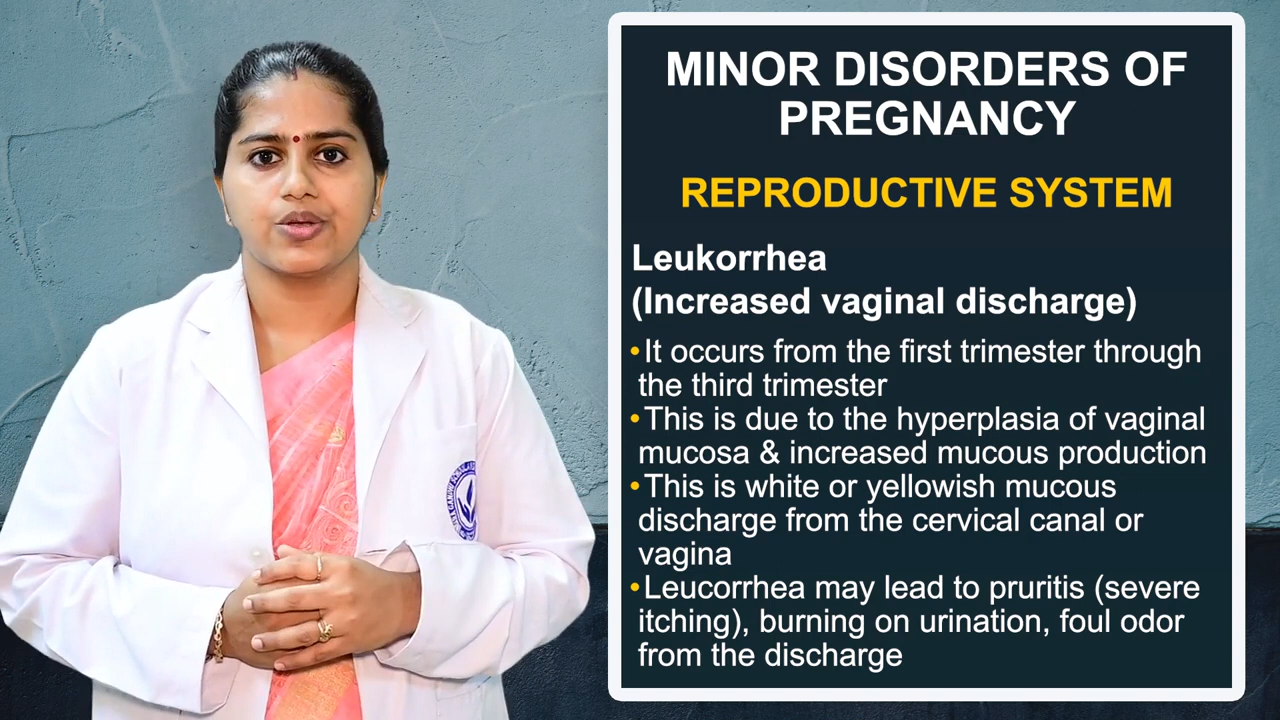 MINOR DISORDERS OF
PREGNANCY
REPRODUCTIVE SYSTEM
Leukorrhea
(Increased vaginal discharge)
•It occurs from the first trimester through
the third trimester
•This is due to the hyperplasia of vaginal
mucosa & increased mucous production
•This is white or yellowish mucous
discharge from the cervical canal or
vagina
•Leucorrhea may lead to pruritis (severe
itching), burning on urination, foul odor
from the discharge